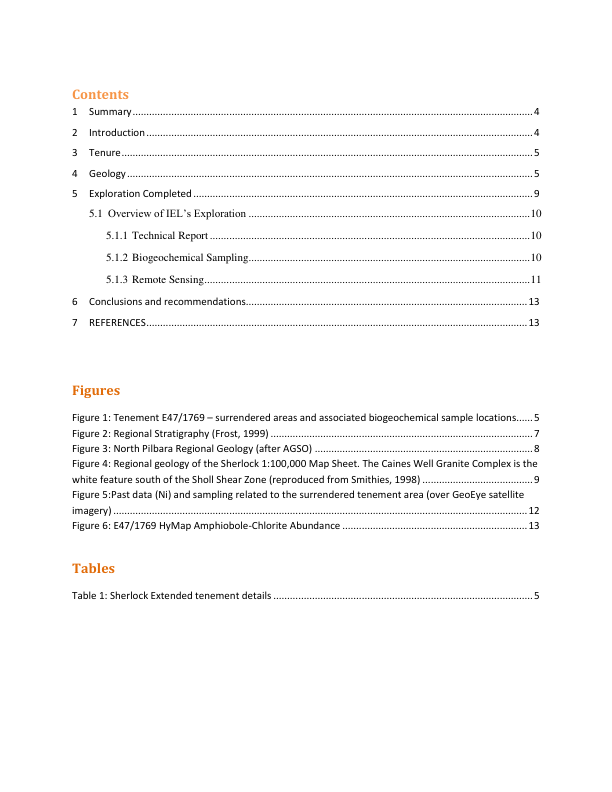 Contents
1 Summary........................................................................4
2 Introduction........................................................................4
3 Tenure........................................................................5
4 Geology........................................................................5
5 Exploration Completed........................................................................9
5.1 Overview of IEL’s Exploration........................................................................10
5.1.1 Technical Report........................................................................10
5.1.2 Biogeochemical Sampling........................................................................10
5.1.3 Remote Sensing........................................................................11
6 Conclusions and recommendations........................................................................13
7 REFERENCES........................................................................13
Figures
Figure 1: Tenement E47/1769 – surrendered areas and associated biogeochemical sample locations......5
Figure 2: Regional Stratigraphy (Frost, 1999)........................................................................7
Figure 3: North Pilbara Regional Geology (after AGSO)........................................................................8
Figure 4: Regional geology of the Sherlock 1:100,000 Map Sheet. The Caines Well Granite Complex is the
white feature south of the Sholl Shear Zone (reproduced from Smithies, 1998)..............................9
Figure 5:Past data (Ni) and sampling related to the surrendered tenement area (over GeoEye satellite
imagery)........................................................................12
Figure 6: E47/1769 HyMap Amphiobole-Chlorite Abundance........................................................................13
Tables
Table 1: Sherlock Extended tenement details........................................................................5